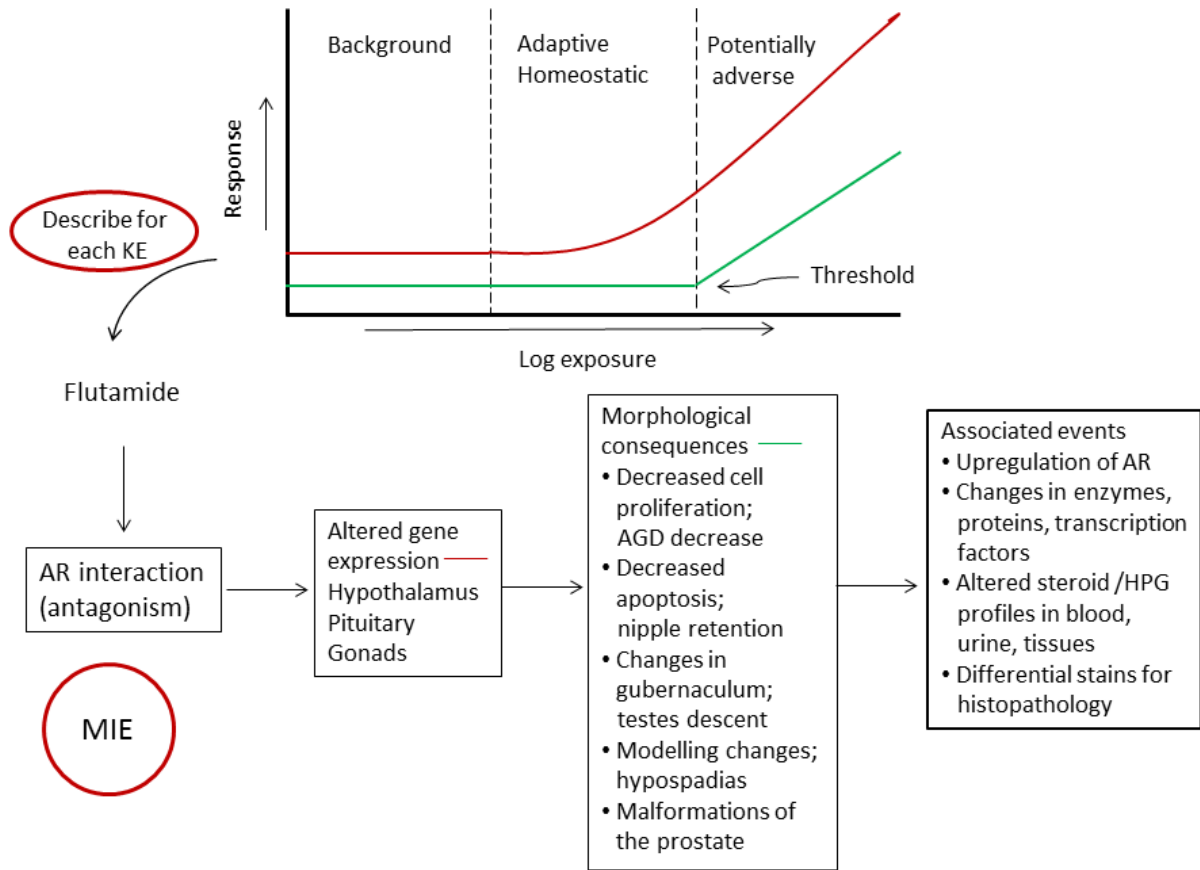 Background
Adaptive
Homeostatic
Potentially
adverse
Response
Threshold
Log exposure
Describe for
each KE
Flutamide
AR interaction
(antagonism)
MIE
Altered gene
expression
Hypothalamus
Pituitary
Gonads
Morphological
consequences
• Decreased cell
proliferation;
AGD decrease
• Decreased
apoptosis;
nipple retention
• Changes in
gubernaculum;
testes descent
• Modelling changes;
hypospadias
• Malformations of
the prostate
Associated events
• Upregulation of AR
• Changes in enzymes,
proteins, transcription
factors
• Altered steroid /HPG
profiles in blood,
urine, tissues
• Differential stains for
histopathology